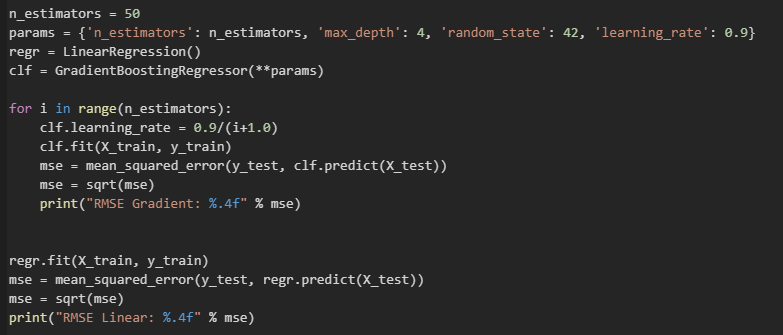 n_estimators = 50
params = {'n_estimators': n_estimators, 'max_depth': 4, 'random_state': 42, 'learning_rate': 0.9}
regr = LinearRegression()
clf = GradientBoostingRegressor(**params)

for i in range(n_estimators):
    clf.learning_rate = 0.9/(i+1.0)
    clf.fit(X_train, y_train)
    mse = mean_squared_error(y_test, clf.predict(X_test))
    mse = sqrt(mse)
    print("RMSE Gradient: %.4f" % mse)


regr.fit(X_train, y_train)
mse = mean_squared_error(y_test, regr.predict(X_test))
mse = sqrt(mse)
print("RMSE Linear: %.4f" % mse)